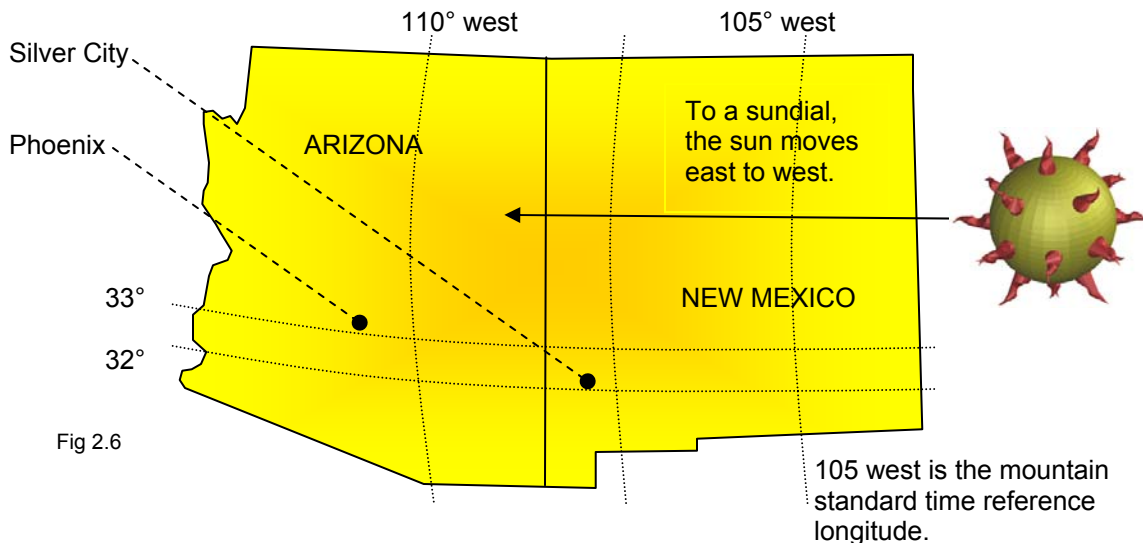 110° west
105° west
Silver City
Phoenix
ARIZONA
To a sundial,
the sun moves
east to west.
NEW MEXICO
33°
32°
Fig 2.6
105 west is the mountain
standard time reference
longitude.